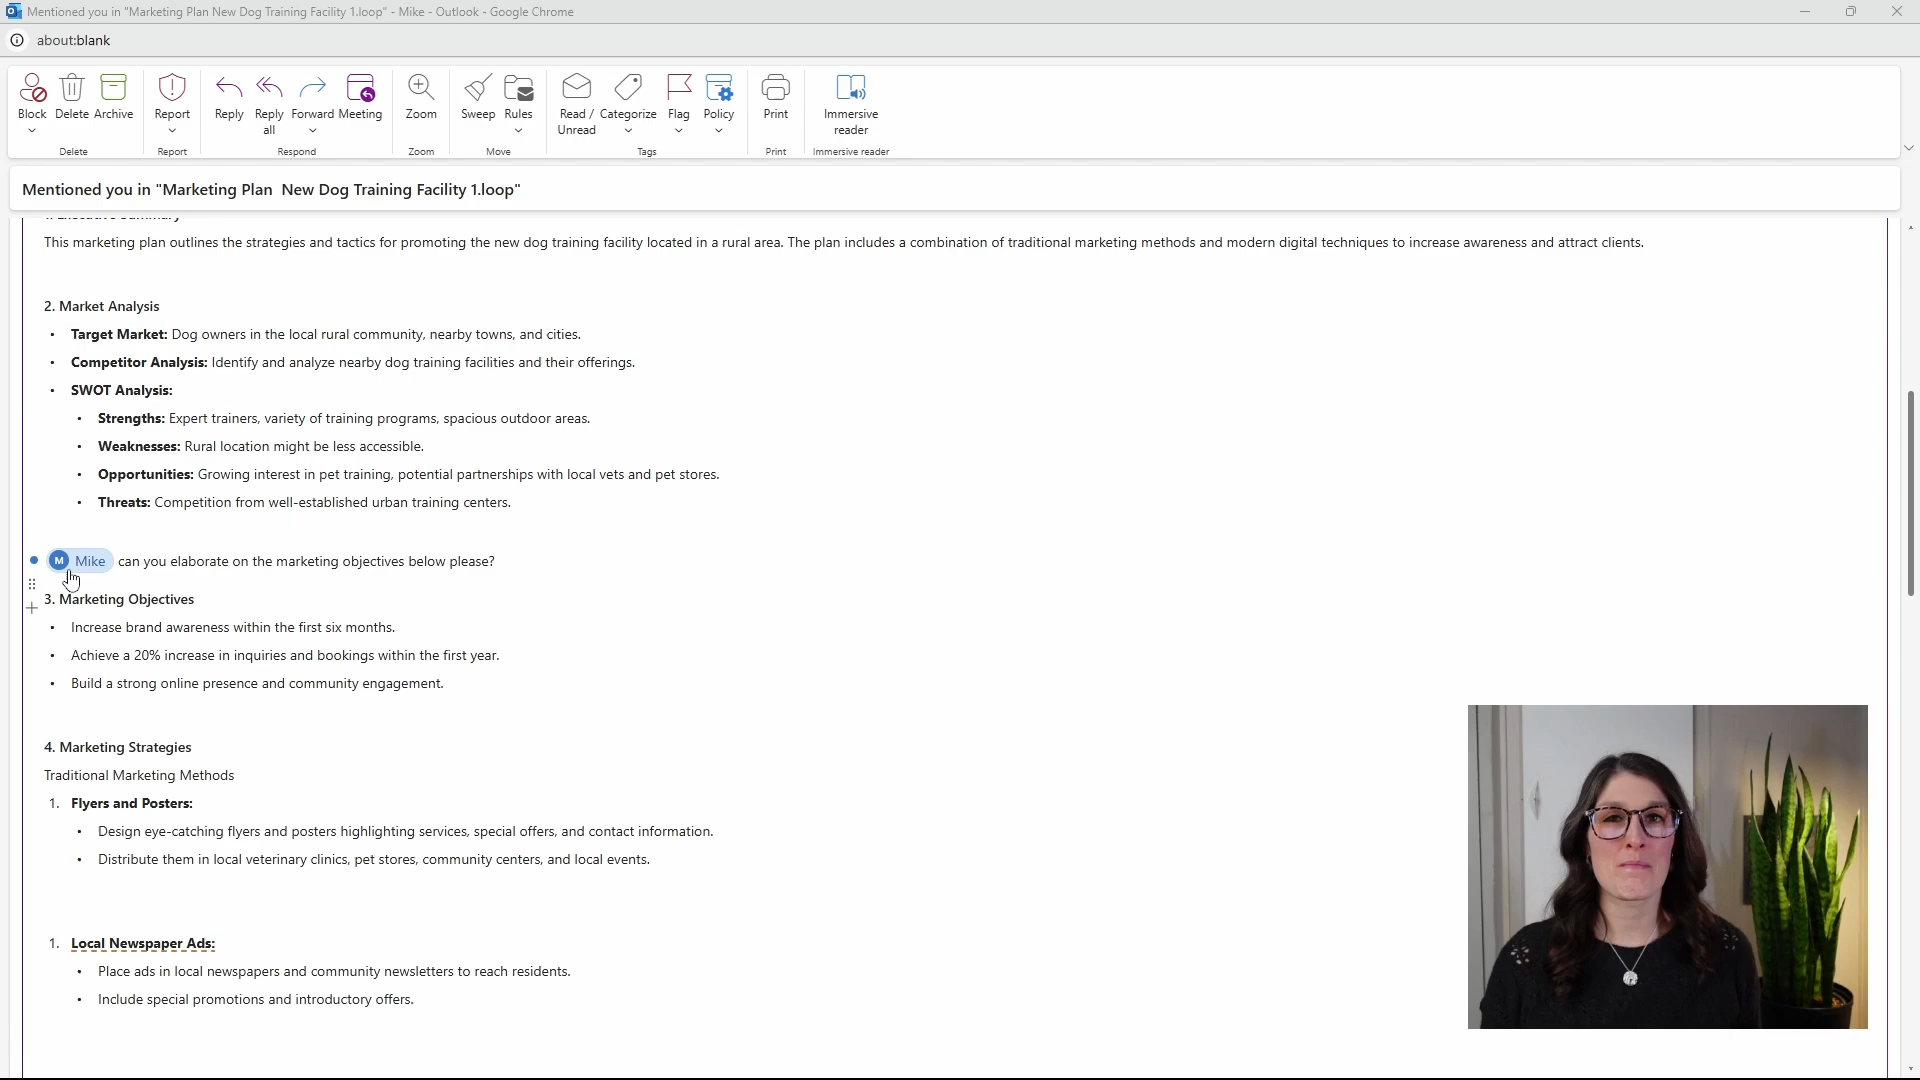 Mentioned you in "Marketing Plan New Dog Training Facility 1.loop" - Mike - Outlook - Google Chrome
about:blank
Block
Delete
Archive
Report
Reply
Reply all
Forward
Meeting
Zoom
Sweep
Rules
Read / Unread
Categorize
Flag
Policy
Print
Immersive reader
Delete
Report
Respond
Zoom
Move
Tags
Print
Immersive reader
Mentioned you in "Marketing Plan  New Dog Training Facility 1.loop"
This marketing plan outlines the strategies and tactics for promoting the new dog training facility located in a rural area. The plan includes a combination of traditional marketing methods and modern digital techniques to increase awareness and attract clients.
2. Market Analysis
• Target Market: Dog owners in the local rural community, nearby towns, and cities.
• Competitor Analysis: Identify and analyze nearby dog training facilities and their offerings.
• SWOT Analysis:
• Strengths: Expert trainers, variety of training programs, spacious outdoor areas.
• Weaknesses: Rural location might be less accessible.
• Opportunities: Growing interest in pet training, potential partnerships with local vets and pet stores.
• Threats: Competition from well-established urban training centers.
M Mike can you elaborate on the marketing objectives below please?
3. Marketing Objectives
• Increase brand awareness within the first six months.
• Achieve a 20% increase in inquiries and bookings within the first year.
• Build a strong online presence and community engagement.
4. Marketing Strategies
Traditional Marketing Methods
1. Flyers and Posters:
• Design eye-catching flyers and posters highlighting services, special offers, and contact information.
• Distribute them in local veterinary clinics, pet stores, community centers, and local events.
1. Local Newspaper Ads:
• Place ads in local newspapers and community newsletters to reach residents.
• Include special promotions and introductory offers.